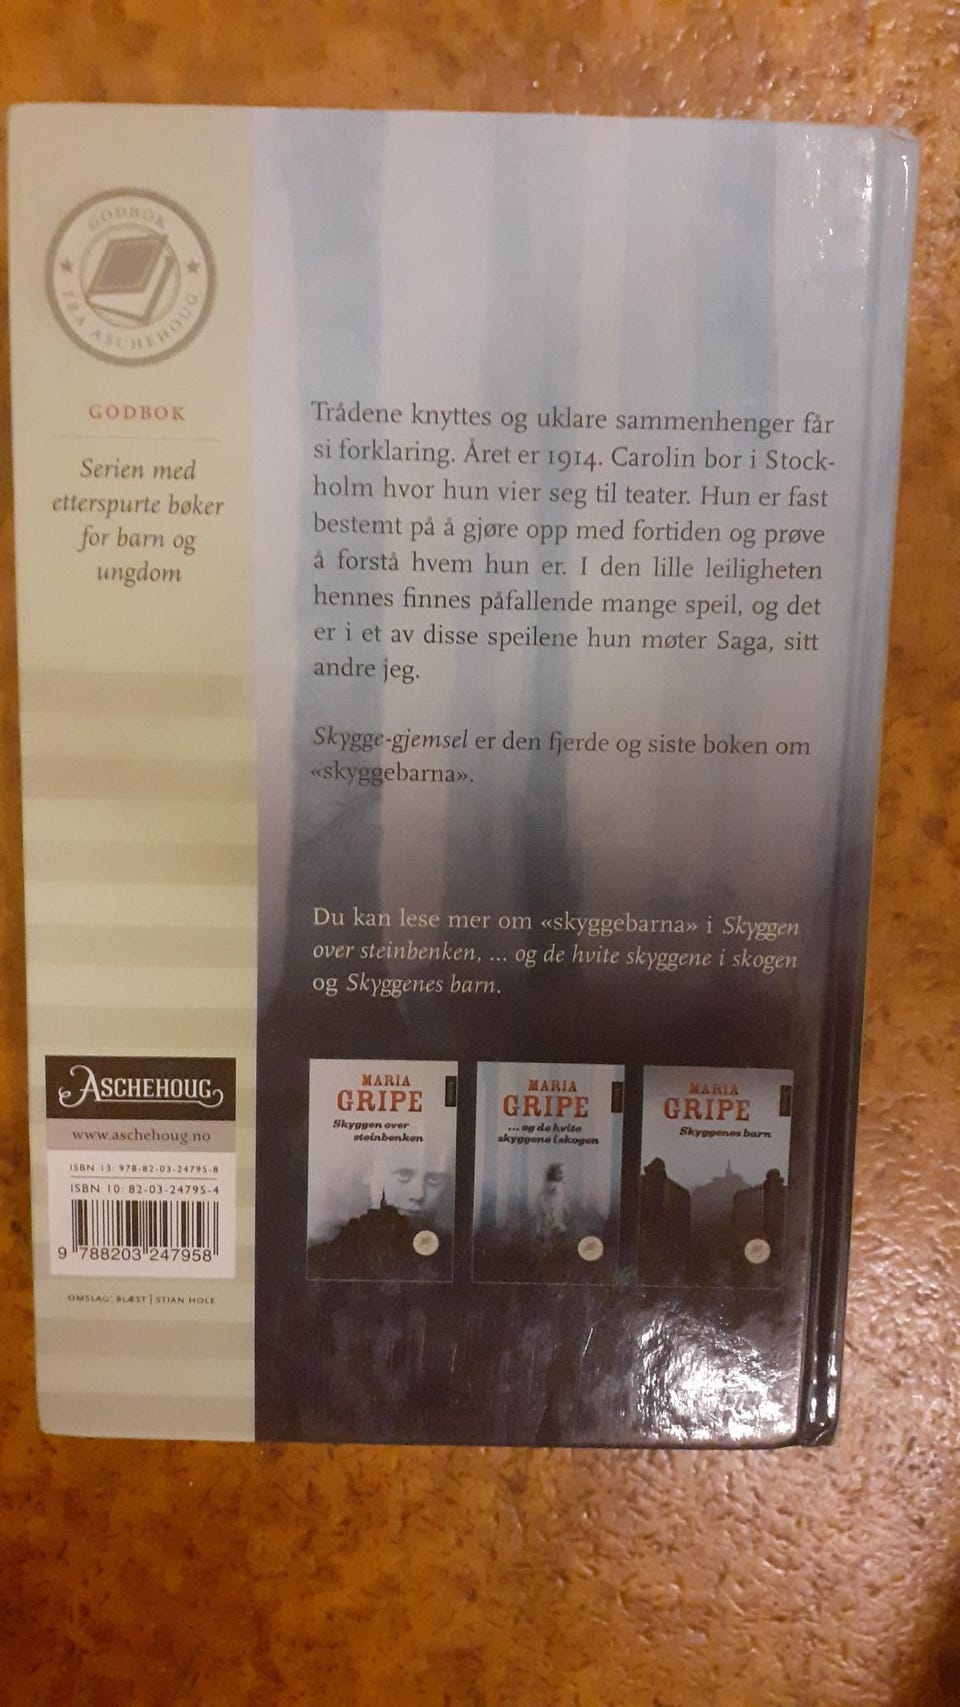 GODBOK
FRA ASCHEHOUG
GODBOK
Serien med
etterspurte bøker
for barn og
ungdom
Trådene knyttes og uklare sammenhenger får
si forklaring. Året er 1914. Carolin bor i Stock-
holm hvor hun vier seg til teater. Hun er fast
bestemt på å gjøre opp med fortiden og prøve
å forstå hvem hun er. I den lille leiligheten
hennes finnes påfallende mange speil, og det
er i et av disse speilene hun møter Saga, sitt
andre jeg.
Skygge-gjemsel er den fjerde og siste boken om
«skyggebarna».
Du kan lese mer om «skyggebarna» i Skyggen
over steinbenken, ... og de hvite skyggene i skogen
og Skyggenes barn.
MARIA
GRIPE
Skyggen over
steinbenken
MARIA
GRIPE
... og de hvite
skyggene i skogen
MARIA
GRIPE
Skyggenes barn
ASCHEHOUG
www.aschehoug.no
ISBN 13: 978-82-03-24795-8
ISBN 10: 82-03-24795-4
9 788203 247958
OMSLAG: BLÆST | STIAN HOLE